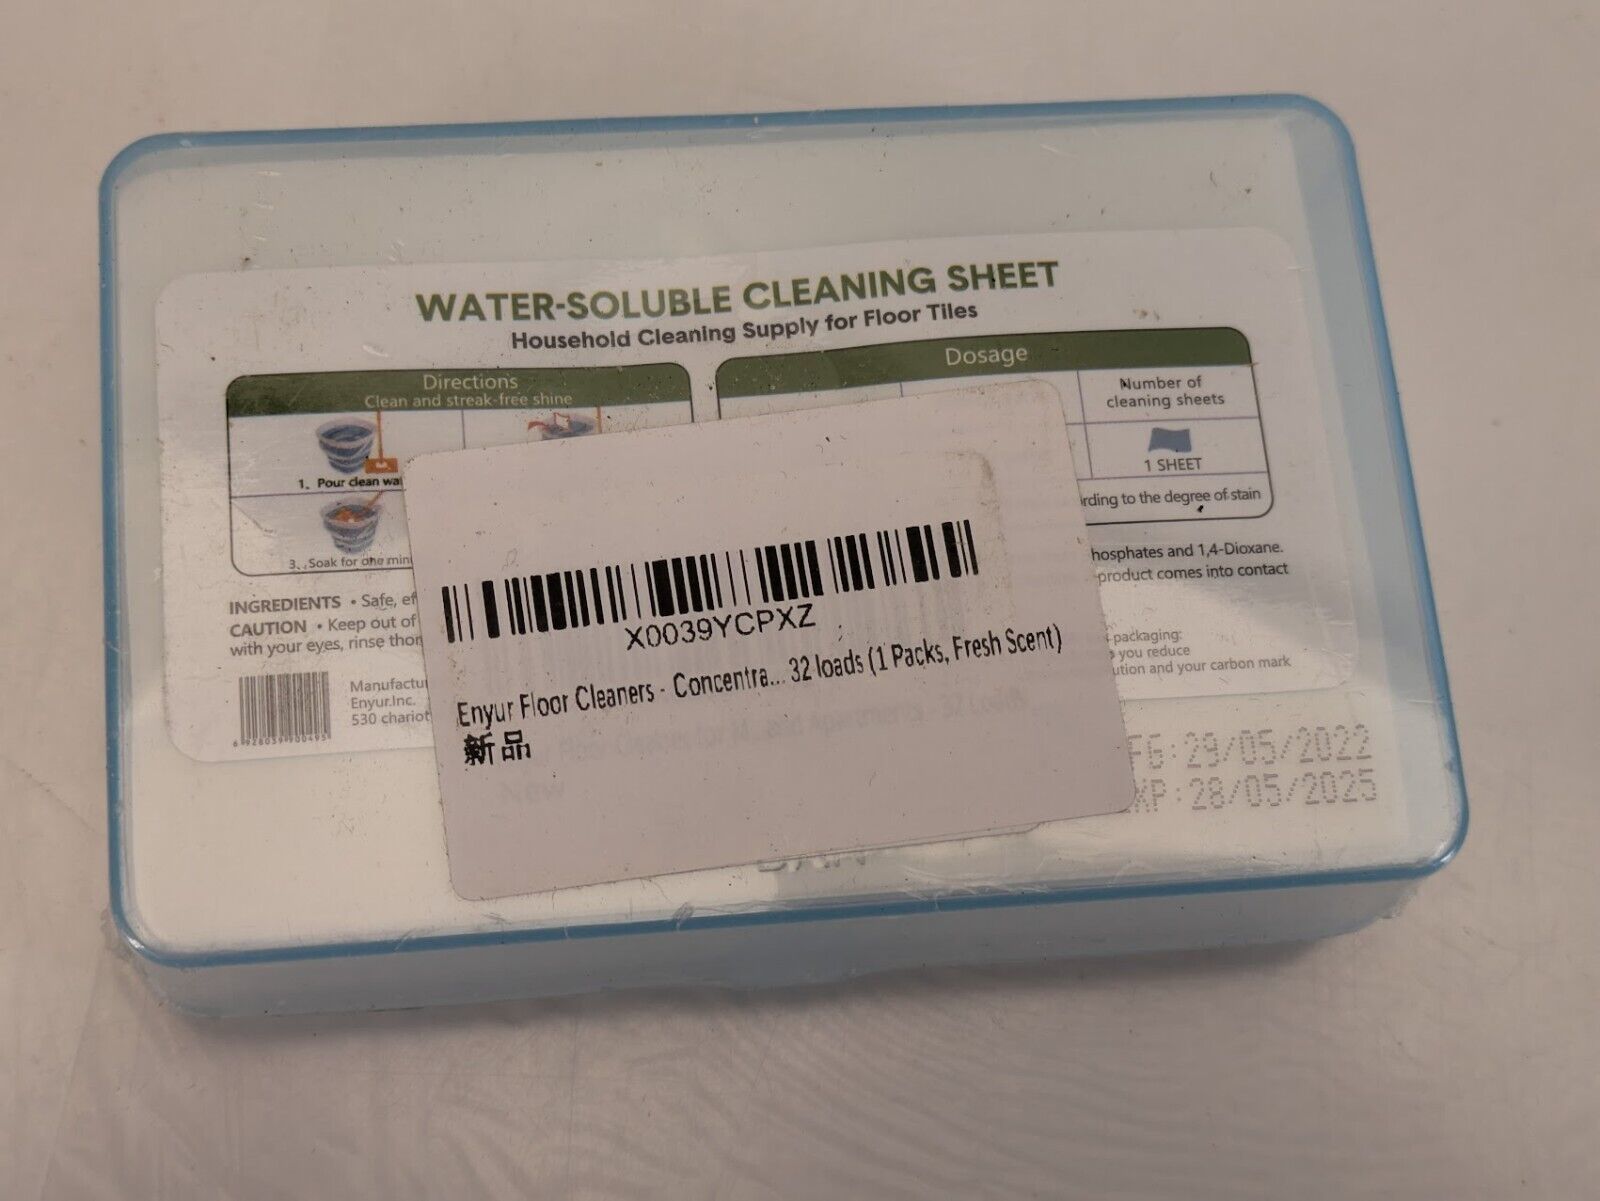 WATER-SOLUBLE CLEANING SHEET
Household Cleaning Supply for Floor Tiles
Directions
Clean and streak-free shine
1. Pour clean wa
3. Soak for one min
Dosage
Number of
cleaning sheets
1 SHEET
rding to the degree of stain
INGREDIENTS • Safe, ef
CAUTION • Keep out of
with your eyes, rinse thor
hosphates and 1,4-Dioxane.
product comes into contact
packaging:
you reduce
ution and your carbon mark
Manufactu
Enyur.Inc.
530 chariot
6 928059 900495
X0039YCPXZ
Enyur Floor Cleaners - Concentra... 32 loads (1 Packs, Fresh Scent)
新品
New
FG:29/05/2022
XP:28/05/2025